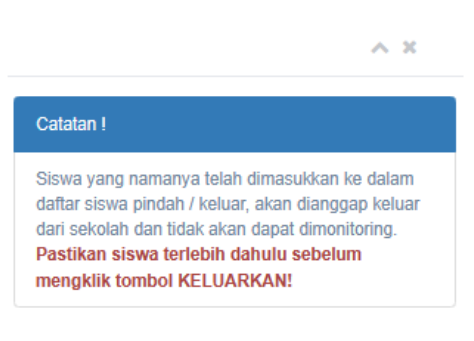 Catatan !
Siswa yang namanya telah dimasukkan ke dalam
daftar siswa pindah / keluar, akan dianggap keluar
dari sekolah dan tidak akan dapat dimonitoring.
Pastikan siswa terlebih dahulu sebelum
mengklik tombol KELUARKAN!